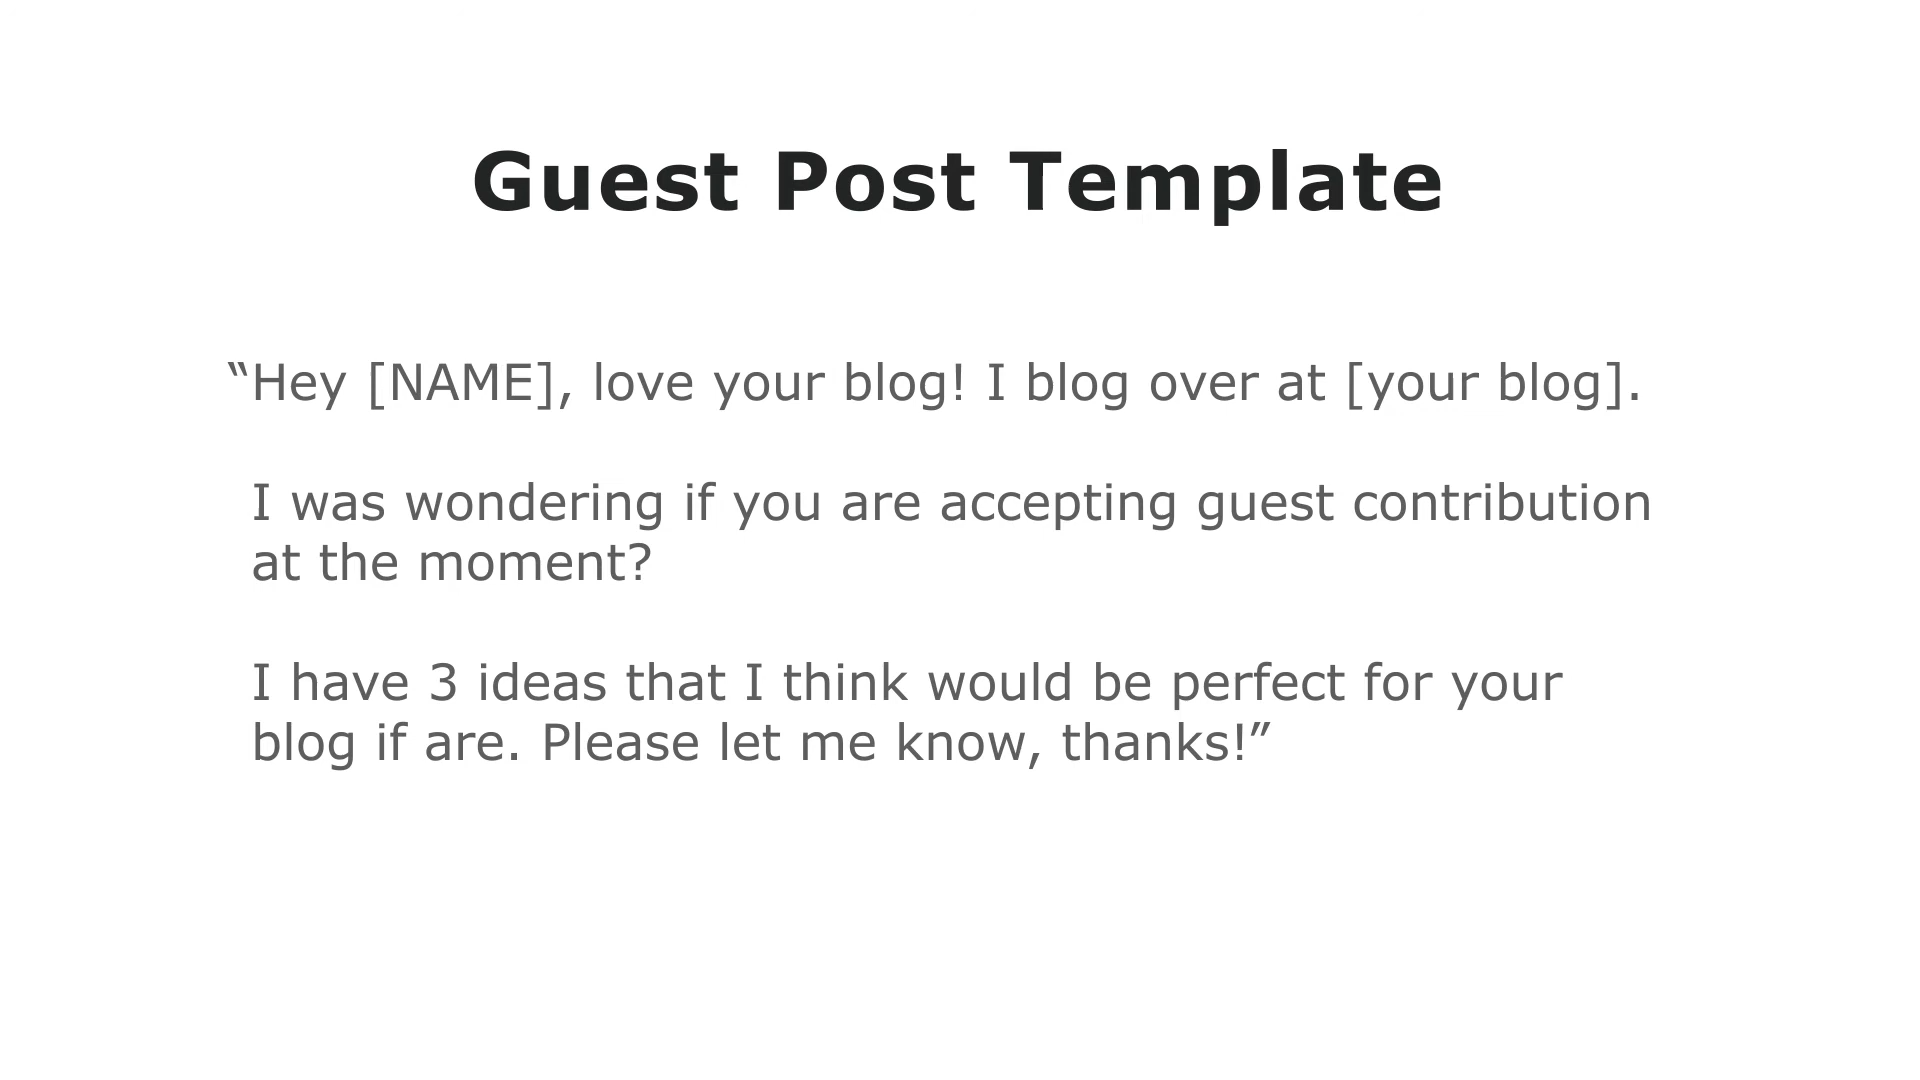 Guest Post Template
“Hey [NAME], love your blog! I blog over at [your blog].
I was wondering if you are accepting guest contribution
at the moment?
I have 3 ideas that I think would be perfect for your
blog if are. Please let me know, thanks!”